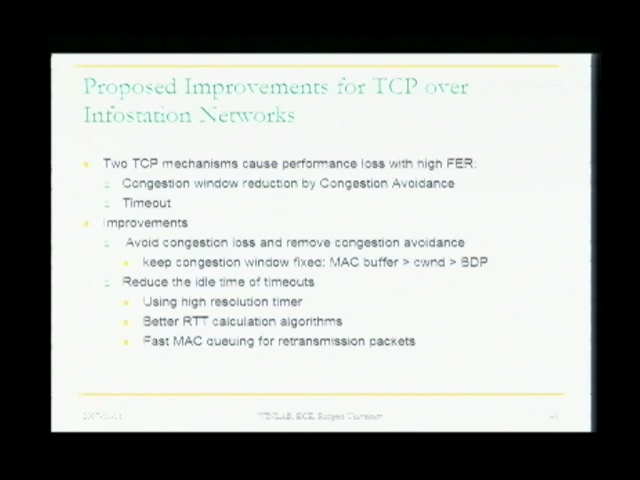 Proposed Improvements for TCP over
Infostation Networks
Two TCP mechanisms cause performance loss with high FER:
Congestion window reduction by Congestion Avoidance
Timeout
Improvements
Avoid congestion loss and remove congestion avoidance
keep congestion window fixed: MAC buffer > cwnd > BDP
Reduce the idle time of timeouts
Using high resolution timer
Better RTT calculation algorithms
Fast MAC queuing for retransmission packets
WINLAB, ECE, Rutgers University